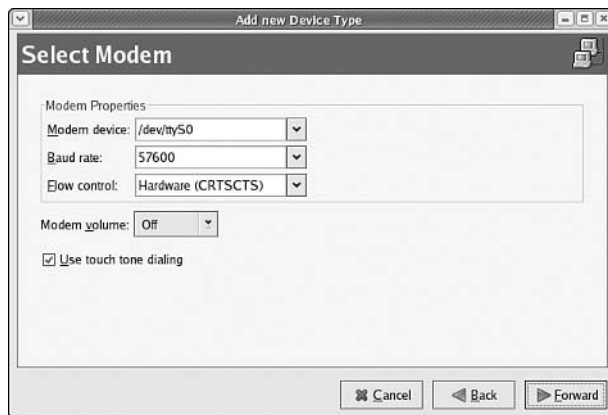 Add new Device Type
Select Modem
Modem Properties
Modem device: /dev/ttyS0
Baud rate: 57600
Flow control: Hardware (CRTSCTS)
Modem volume: Off
Use touch tone dialing
Cancel Back Forward